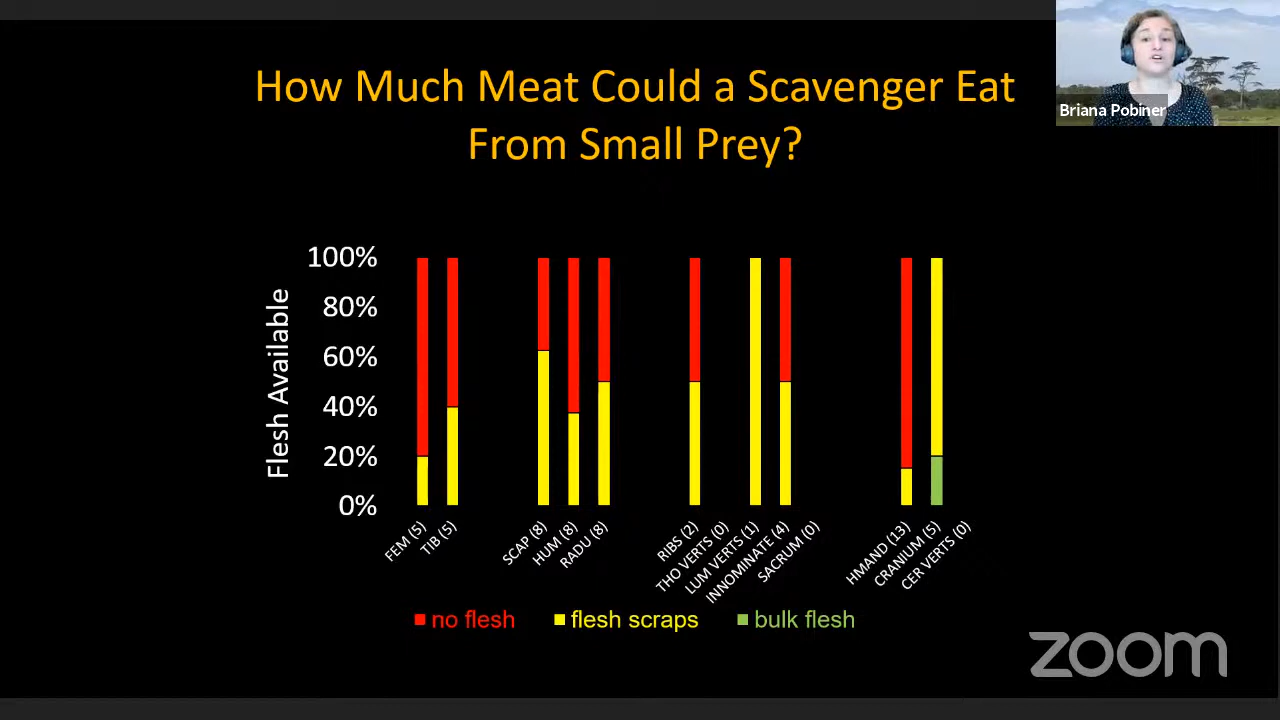 How Much Meat Could a Scavenger Eat
From Small Prey?
Briana Pobiner
Flesh Available
100%
80%
60%
40%
20%
0%
FEM (5)
TIB (5)
SCAP (8)
HUM (8)
RADU (8)
RIBS (2)
THO VERTS (0)
LUM VERTS (1)
INNOMINATE (4)
SACRUM (0)
HMAND (13)
CRANIUM (5)
CER VERTS (0)
no flesh flesh scraps bulk flesh
zoom